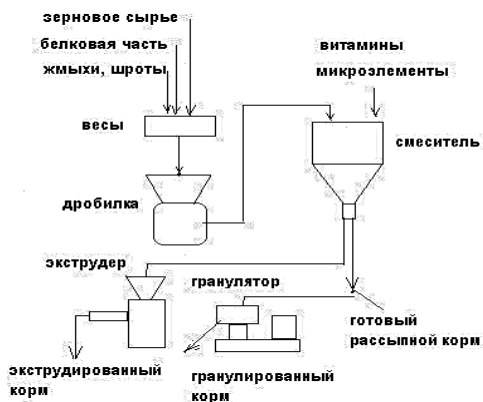 зерновое сырье
белковая часть
жмыхи, шроты
витамины
микроэлементы
весы
смеситель
дробилка
экструдер
гранулятор
готовый
рассыпной корм
экструдированный
корм
гранулированный
корм